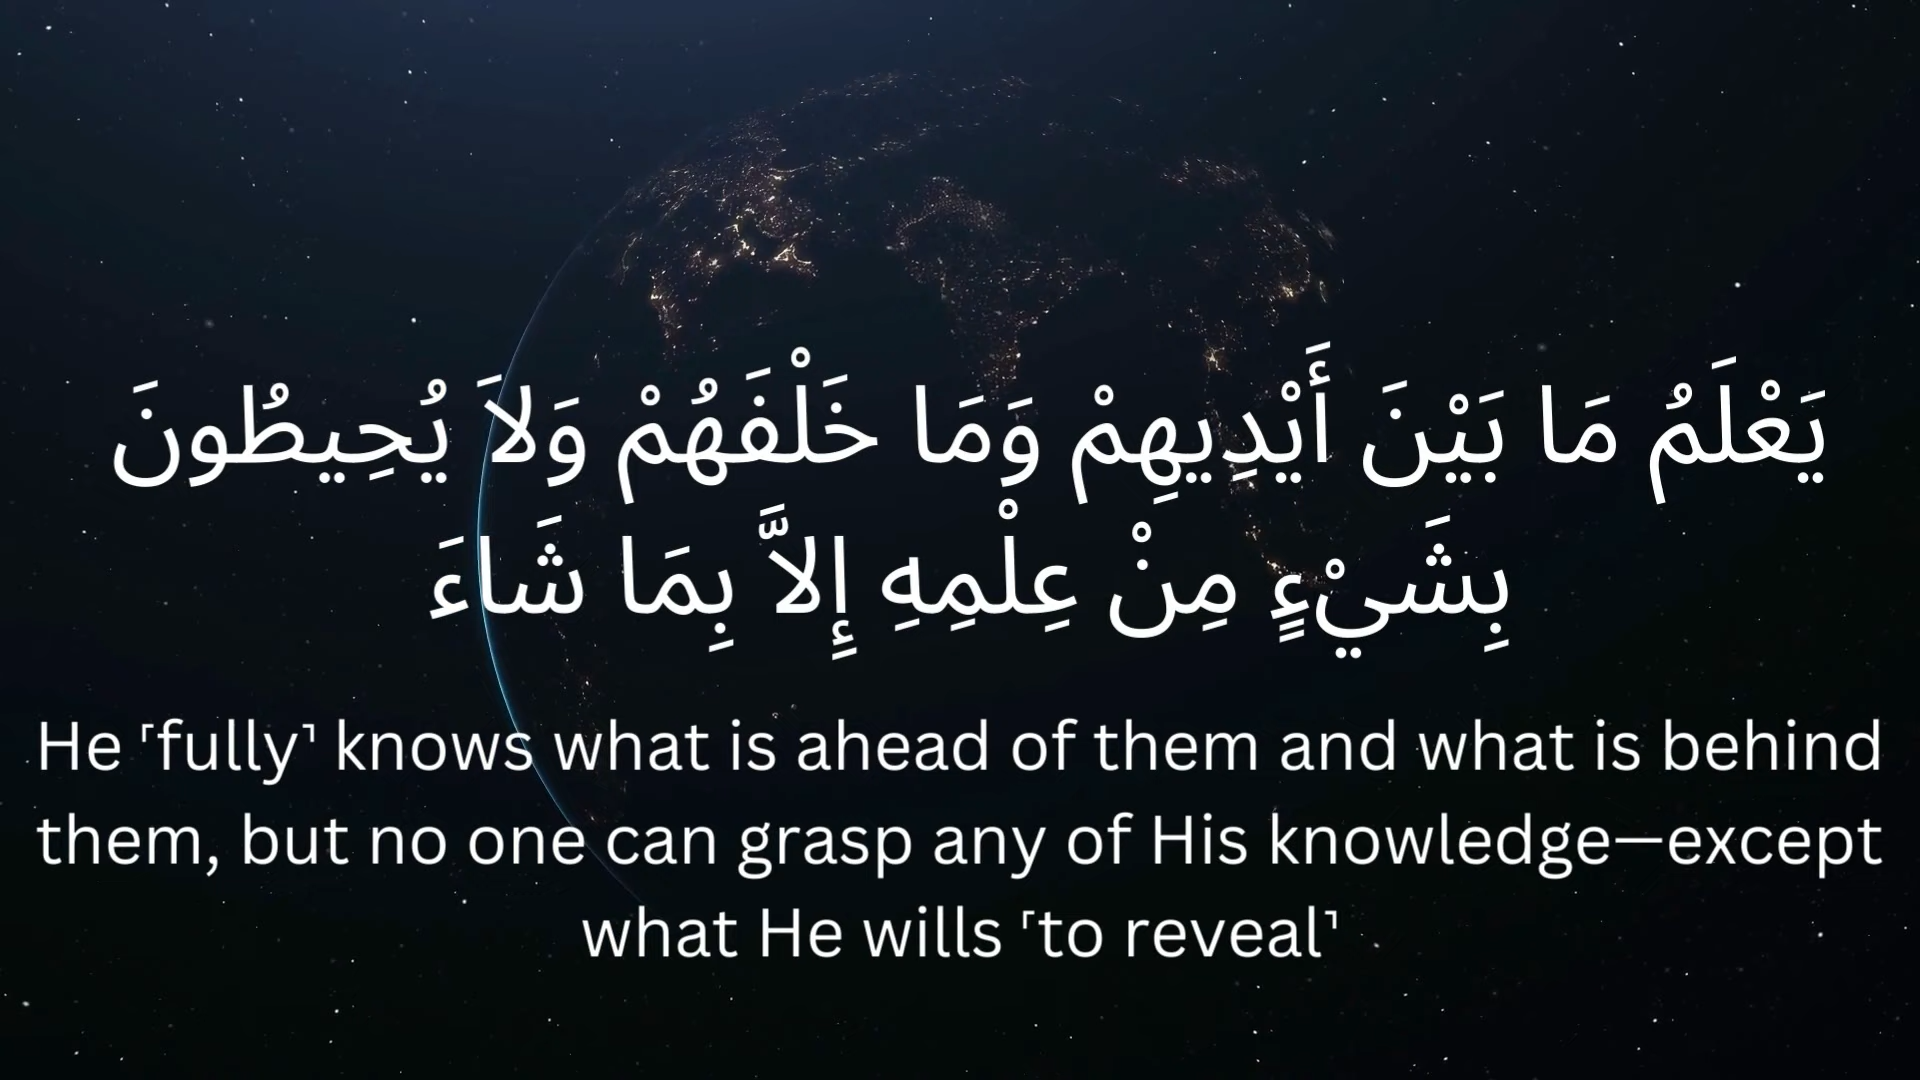 يَعْلَمُ مَا بَيْنَ أَيْدِيهِمْ وَمَا خَلْفَهُمْ وَلاَ يُحِيطُونَ
بِشَيْءٍ مِنْ عِلْمِهِ إِلاَّ بِمَا شَاءَ
He ˹fully˺ knows what is ahead of them and what is behind
them, but no one can grasp any of His knowledge—except
what He wills ˹to reveal˺